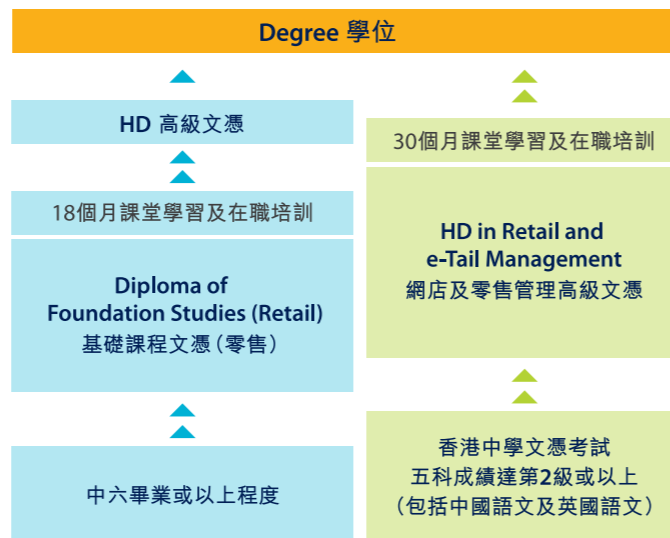 Degree 學位
HD 高級文憑
18個月課堂學習及在職培訓
Diploma of
Foundation Studies (Retail)
基礎課程文憑（零售）
中六畢業或以上程度
30個月課堂學習及在職培訓
HD in Retail and
e-Tail Management
網店及零售管理高級文憑
香港中學文憑考試
五科成績達第2級或以上
（包括中國語文及英國語文）